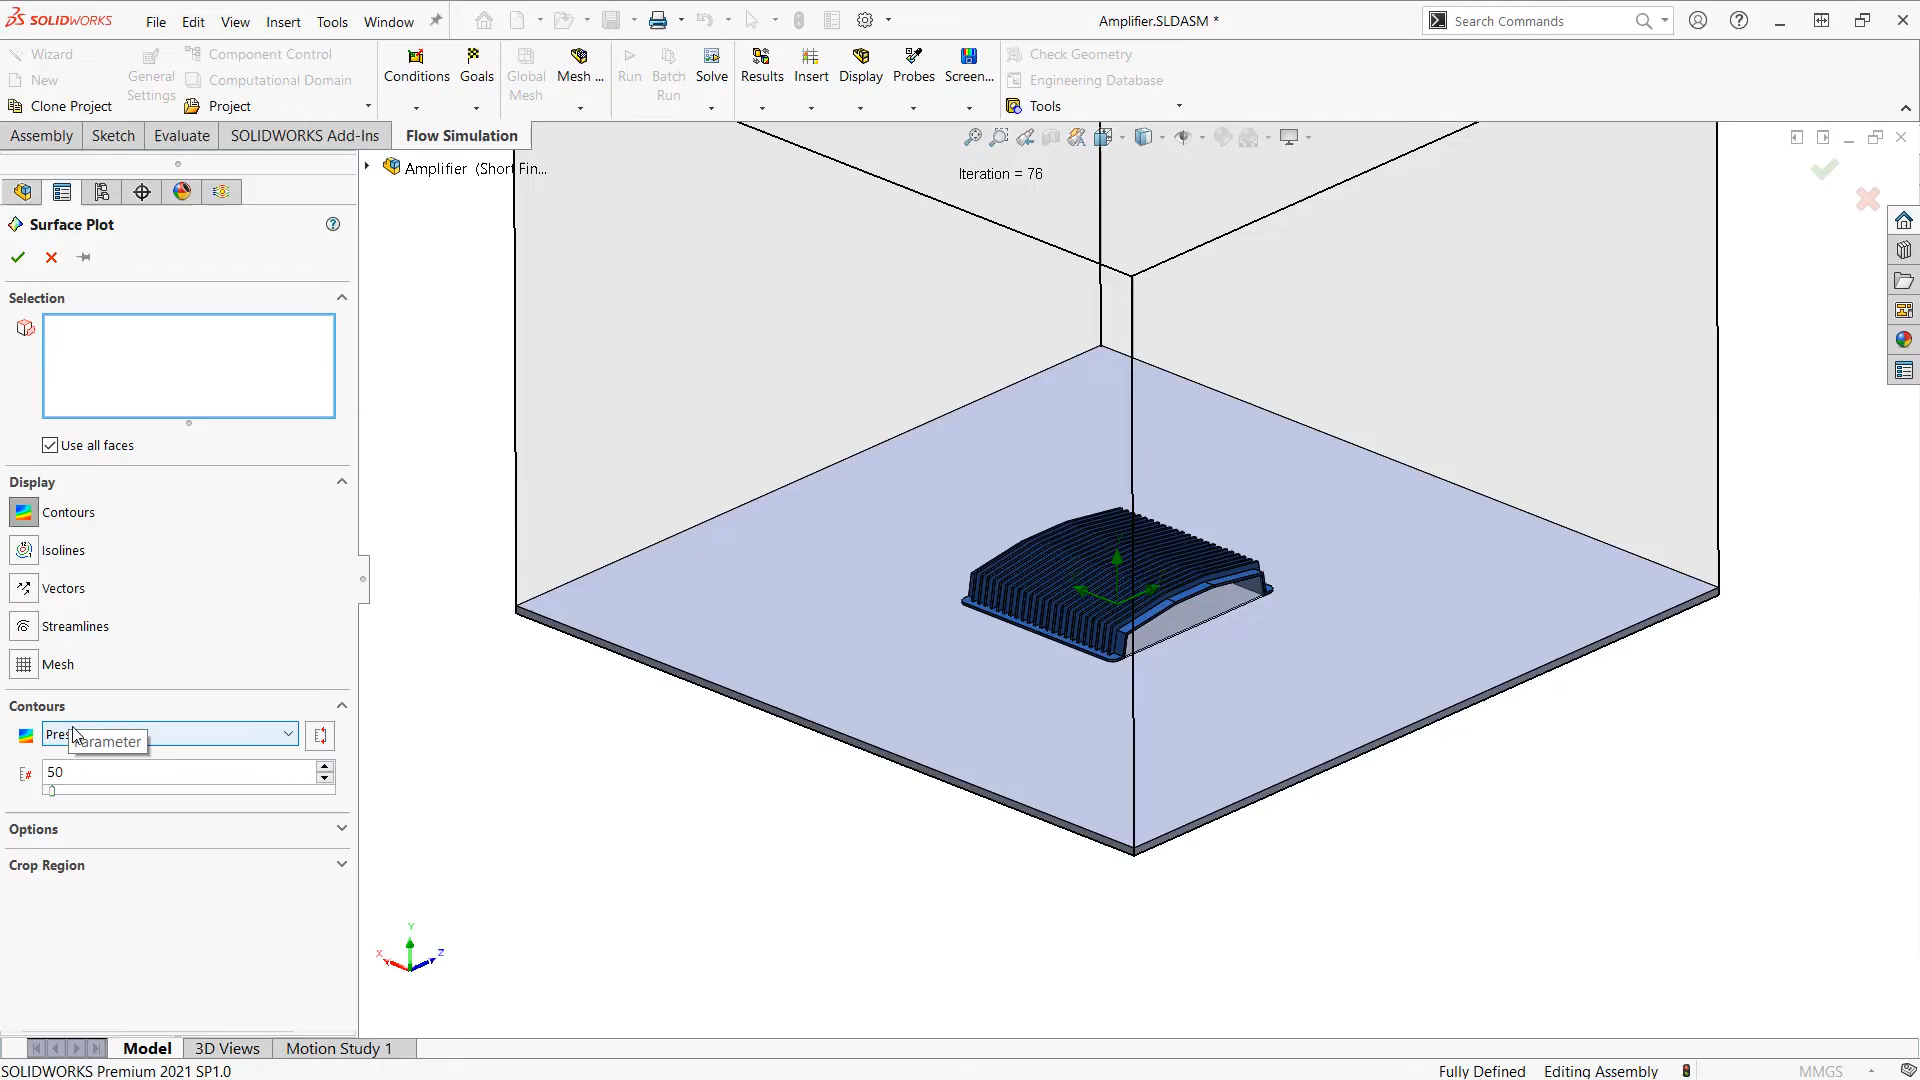 SOLIDWORKS
File Edit View Insert Tools Window
Amplifier.SLDASM *
Search Commands
Wizard
New
Clone Project
General Settings
Component Control
Computational Domain
Project
Conditions
Goals
Global Mesh
Mesh ...
Run
Batch Run
Solve
Results
Insert
Display
Probes
Screen...
Check Geometry
Engineering Database
Tools
Assembly Sketch Evaluate SOLIDWORKS Add-Ins Flow Simulation
Amplifier (Short Fin...
Iteration = 76
Surface Plot
Selection
Use all faces
Display
Contours
Isolines
Vectors
Streamlines
Mesh
Contours
Pres
Parameter
50
Options
Crop Region
Y
X
Z
Model 3D Views Motion Study 1
SOLIDWORKS Premium 2021 SP1.0
Fully Defined Editing Assembly MMGS